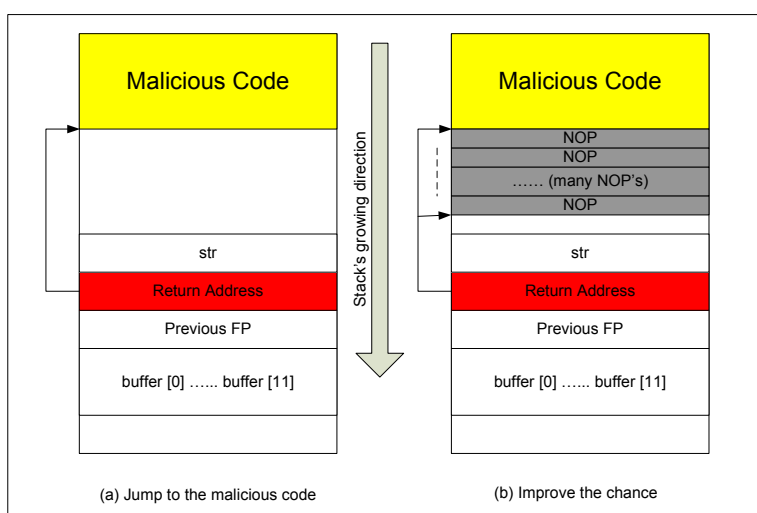 Malicious Code
str
Return Address
Previous FP
buffer [0] …... buffer [11]
(a) Jump to the malicious code
Stack's growing direction
Malicious Code
NOP
NOP
…... (many NOP's)
NOP
str
Return Address
Previous FP
buffer [0] …... buffer [11]
(b) Improve the chance